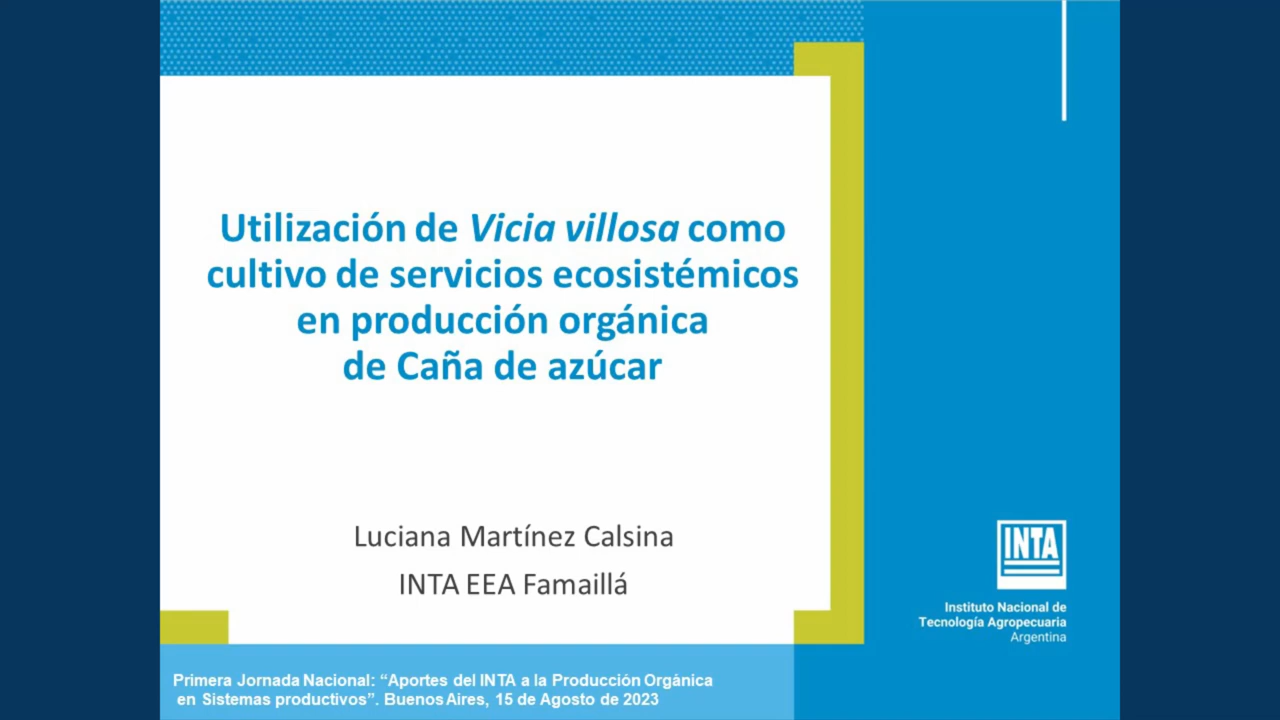 Utilización de Vicia villosa como
cultivo de servicios ecosistémicos
en producción orgánica
de Caña de azúcar
Luciana Martínez Calsina
INTA EEA Famaillá
INTA
Instituto Nacional de
Tecnología Agropecuaria
Argentina
Primera Jornada Nacional: “Aportes del INTA a la Producción Orgánica
en Sistemas productivos”. Buenos Aires, 15 de Agosto de 2023